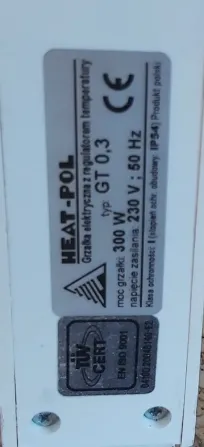 HEAT-POL
Grzałka elektryczna z regulatorem temperatury
typ: GT 0,3
moc grzałki: 300 W
napięcie zasilania: 230 V ; 50 Hz
Klasa ochronności: I (stopień ochr. obudowy: IP54) Produkt polski
CE
TÜV
CERT
EN ISO 9001